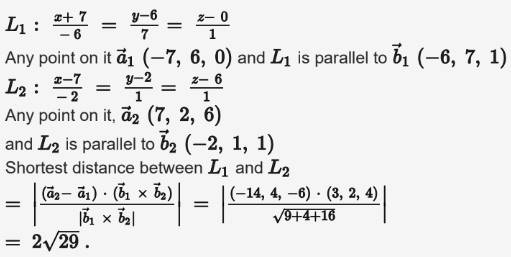 L₁ : (x+ 7)/(− 6) = (y−6)/7 = (z− 0)/1
Any point on it a⃗₁ (−7, 6, 0) and L₁ is parallel to b⃗₁ (−6, 7, 1)
L₂ : (x−7)/(− 2) = (y−2)/1 = (z− 6)/1
Any point on it, a⃗₂ (7, 2, 6)
and L₂ is parallel to b⃗₂ (−2, 1, 1)
Shortest distance between L₁ and L₂
= |((a⃗₂− a⃗₁) · (b⃗₁ × b⃗₂))/(|b⃗₁ × b⃗₂|)| = |((−14, 4, −6) · (3, 2, 4))/(√(9+4+16))|
= 2√29 .